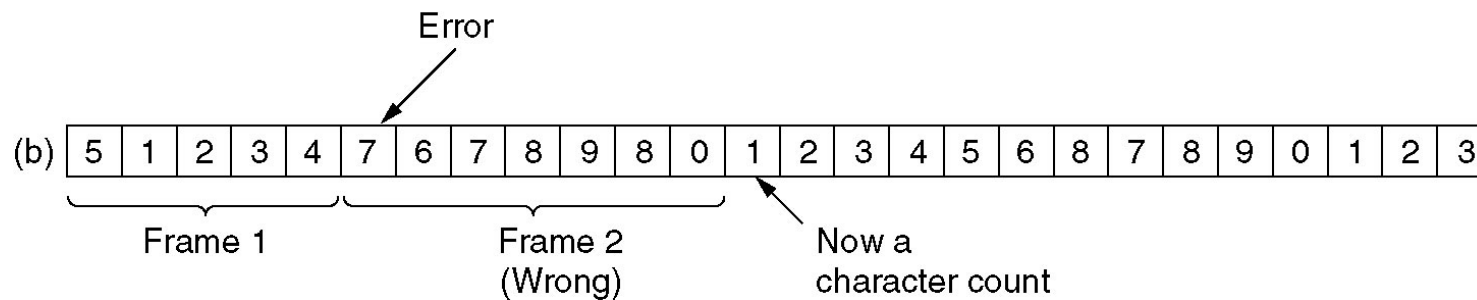 Error
(b) 5 1 2 3 4 7 6 7 8 9 8 0 1 2 3 4 5 6 8 7 8 9 0 1 2 3
Frame 1 Frame 2 Now a
(Wrong) character count